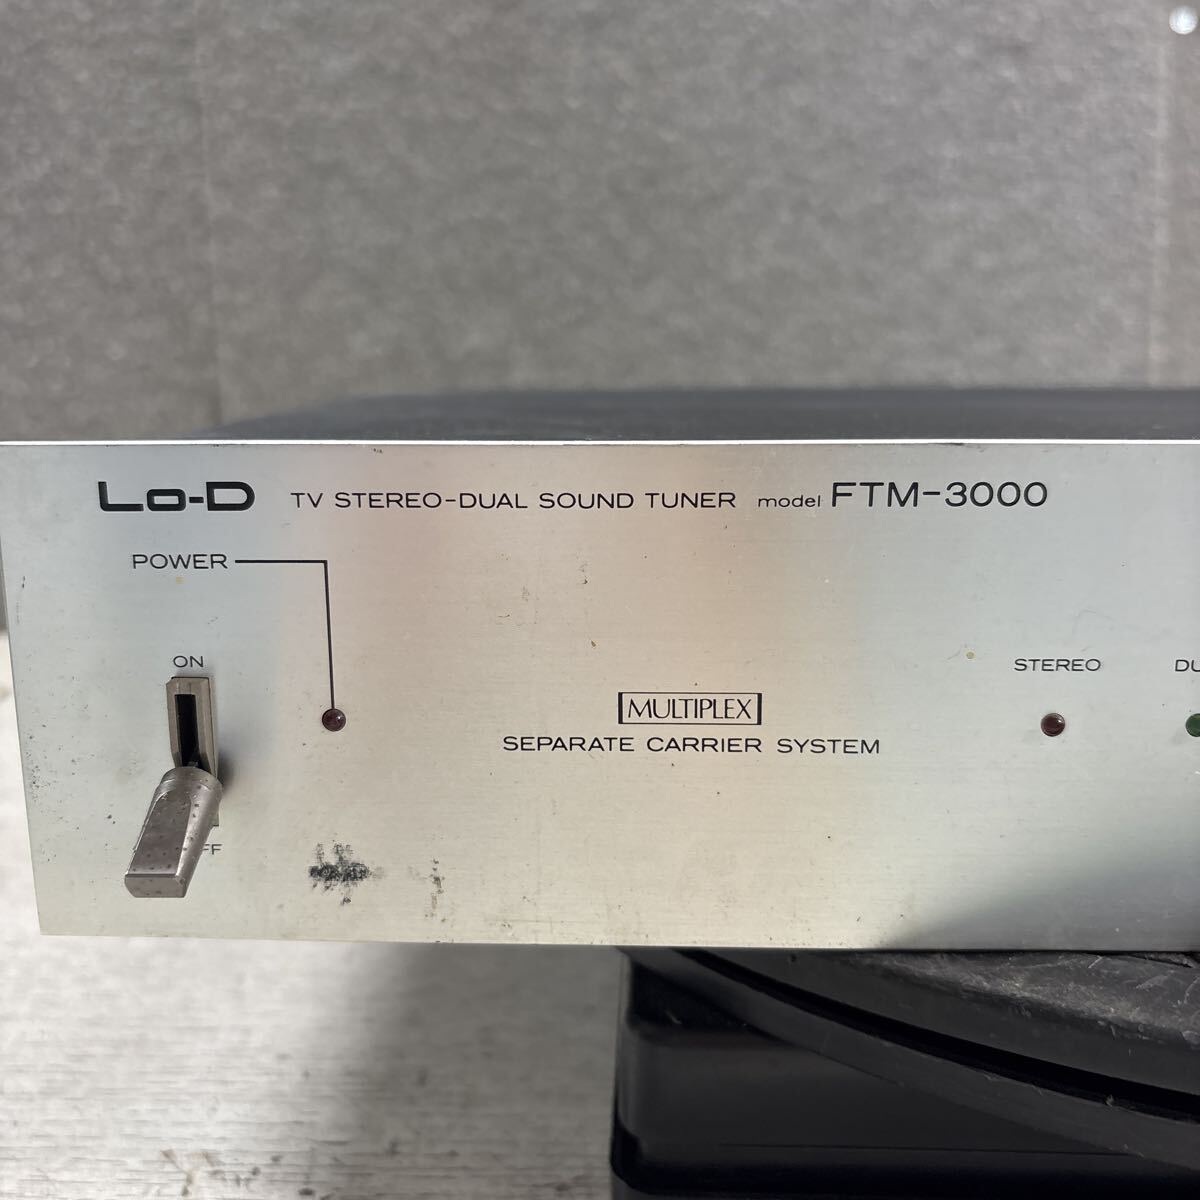 Lo-D TV STEREO-DUAL SOUND TUNER model FTM-3000
POWER
ON
STEREO
MULTIPLEX
SEPARATE CARRIER SYSTEM